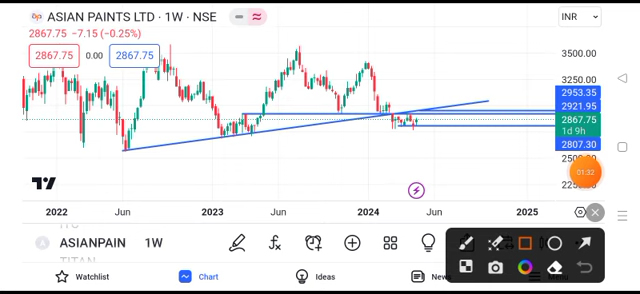 ASIAN PAINTS LTD · 1W · NSE
INR
2867.75 −7.15 (−0.25%)
2867.75 0.00 2867.75
3500.00
3250.00
2953.35
2921.95
2867.75
1d 9h
2807.30
01:32
2022 Jun 2023 Jun 2024 Jun 2025
ASIANPAIN 1W
Watchlist Chart Ideas News